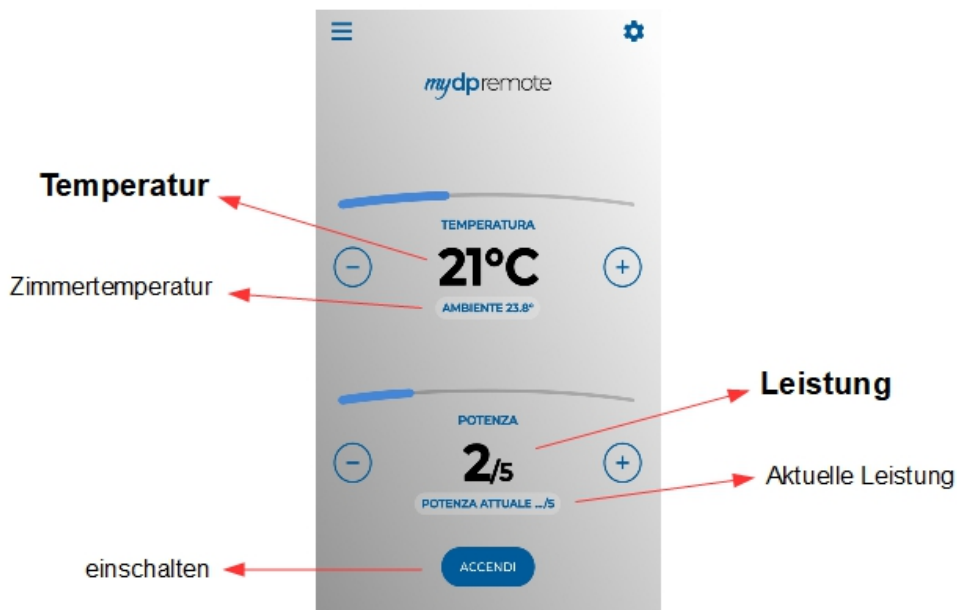 mydpremote
Temperatur
TEMPERATURA
21°C
Zimmertemperatur
AMBIENTE 23.8°
Leistung
POTENZA
2/5
Aktuelle Leistung
POTENZA ATTUALE .../5
einschalten
ACCENDI